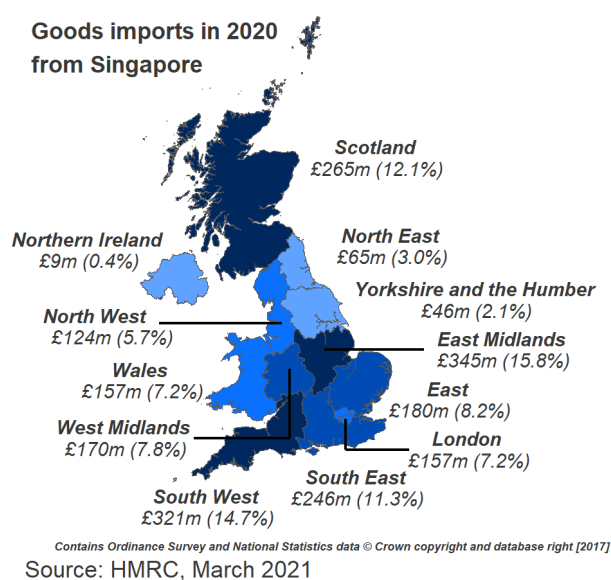 Goods imports in 2020
from Singapore
Scotland
£265m (12.1%)
Northern Ireland
£9m (0.4%)
North East
£65m (3.0%)
Yorkshire and the Humber
£46m (2.1%)
North West
£124m (5.7%)
East Midlands
£345m (15.8%)
Wales
£157m (7.2%)
East
£180m (8.2%)
West Midlands
£170m (7.8%)
London
£157m (7.2%)
South East
£246m (11.3%)
South West
£321m (14.7%)
Contains Ordinance Survey and National Statistics data © Crown copyright and database right [2017]
Source: HMRC, March 2021